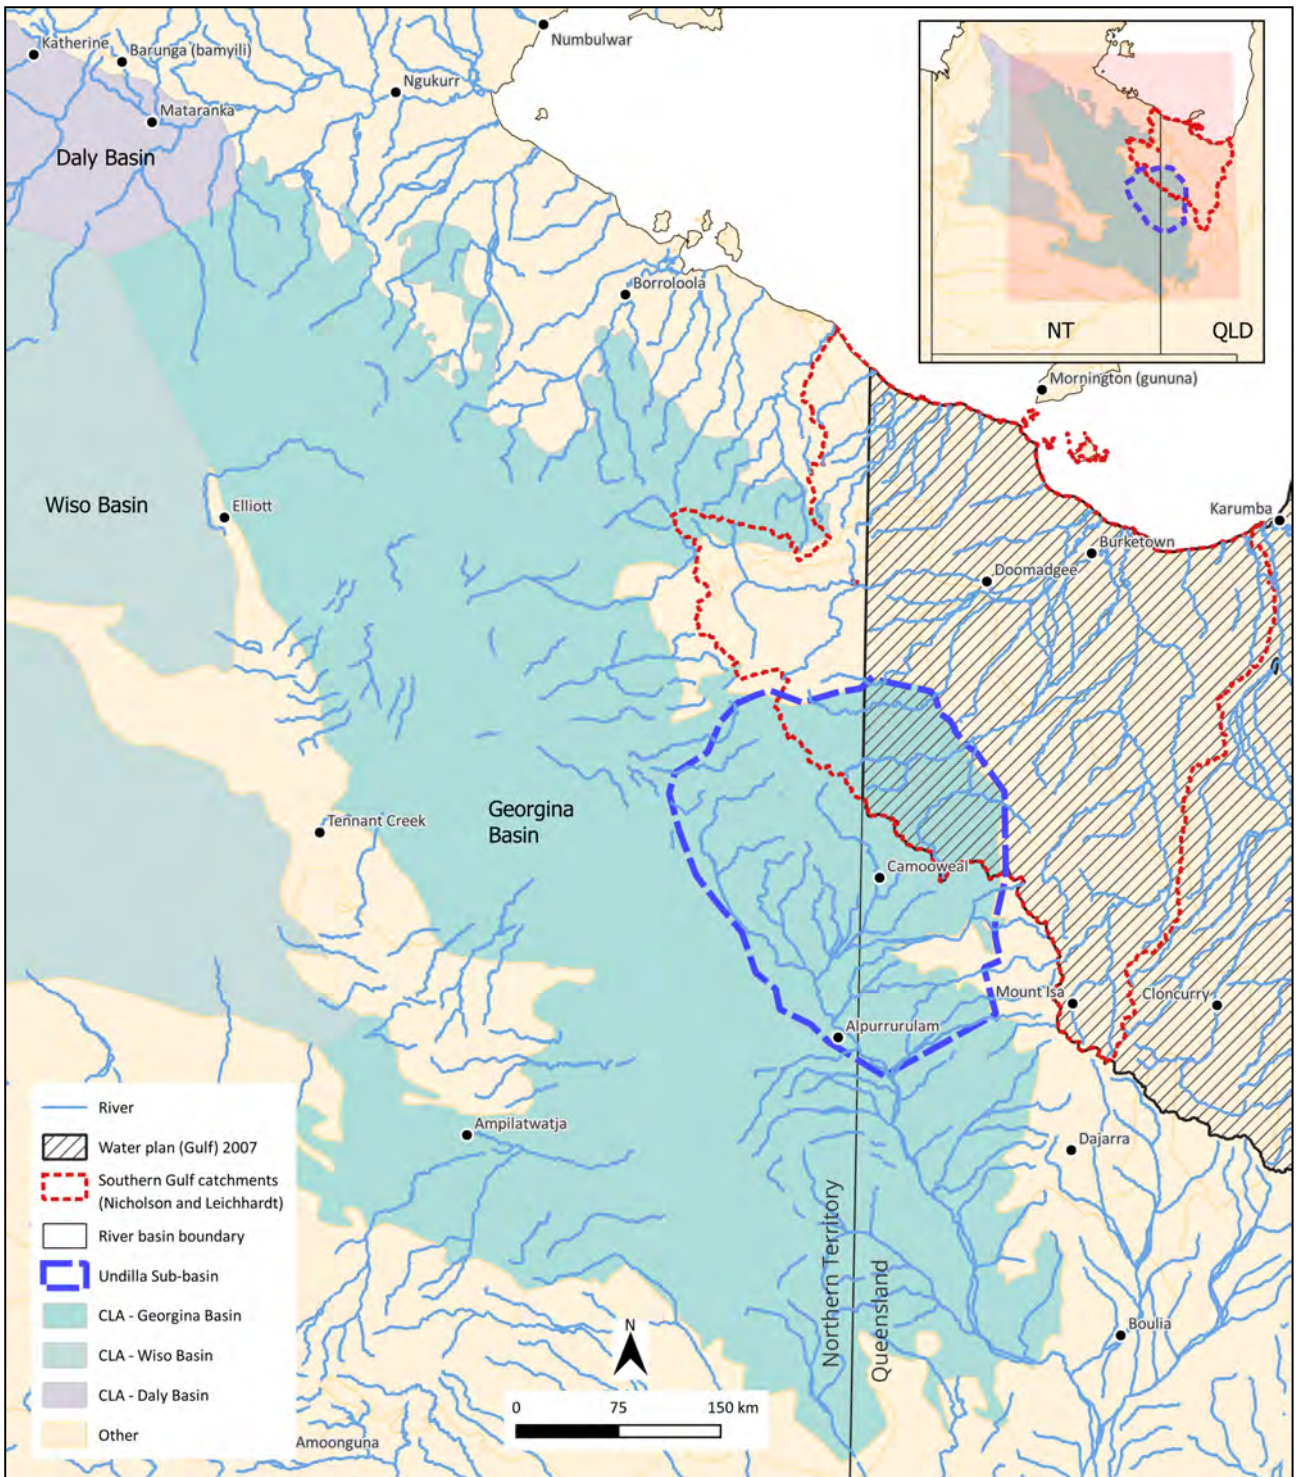 Katherine
Barunga (bamyili)
Numbulwar
Ngukurr
Mataranka
Daly Basin
Borroloola
NT
QLD
Mornington (gununa)
Wiso Basin
Elliott
Karumba
Burketown
Doomadgee
Georgina
Basin
Tennant Creek
Camooweal
Mount Isa
Cloncurry
Alpurrurulam
Ampilatwatja
Dajarra
Northern Territory
Queensland
Boulia
Amoonguna
River
Water plan (Gulf) 2007
Southern Gulf catchments
(Nicholson and Leichhardt)
River basin boundary
Undilla Sub-basin
CLA - Georgina Basin
CLA - Wiso Basin
CLA - Daly Basin
Other
N
0 75 150 km